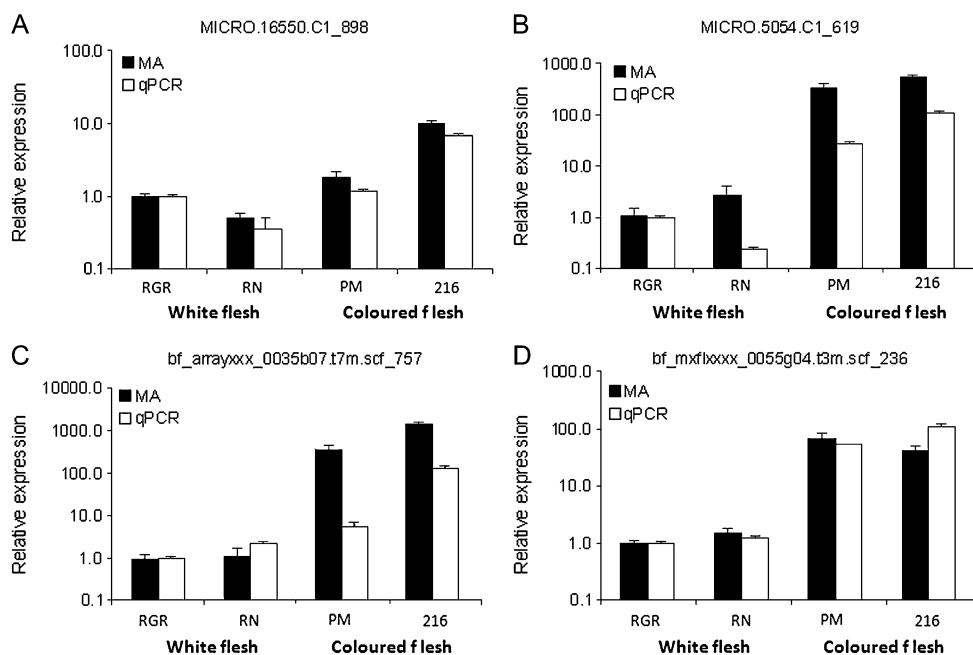 A
MICRO.16550.C1_898
Relative expression
100.0
10.0
1.0
0.1
MA
qPCR
RGR RN PM 216
White flesh Coloured f lesh
B
MICRO.5054.C1_619
Relative expression
1000.0
100.0
10.0
1.0
0.1
MA
qPCR
RGR RN PM 216
White flesh Coloured f lesh
C
bf_arrayxxx_0035b07.t7m.scf_757
Relative expression
10000.0
1000.0
100.0
10.0
1.0
0.1
MA
qPCR
RGR RN PM 216
White flesh Coloured f lesh
D
bf_mxflxxxx_0055g04.t3m.scf_236
Relative expression
1000.0
100.0
10.0
1.0
0.1
MA
qPCR
RGR RN PM 216
White flesh Coloured f lesh